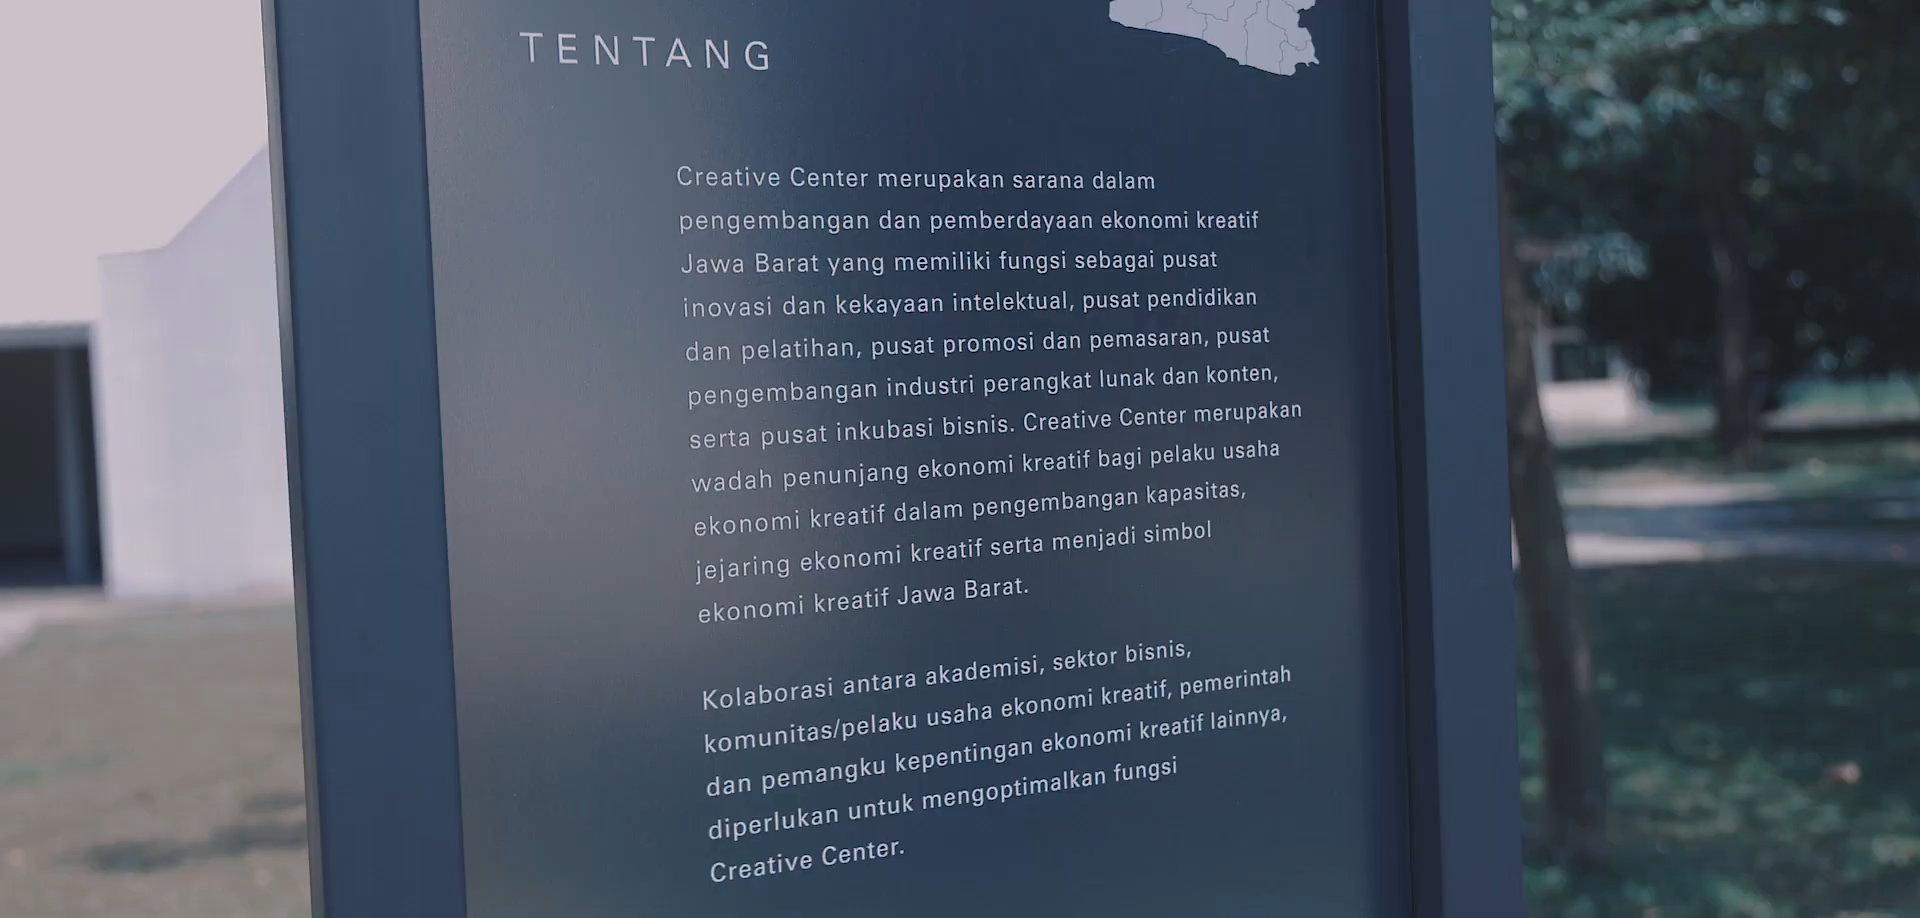 TENTANG
Creative Center merupakan sarana dalam
pengembangan dan pemberdayaan ekonomi kreatif
Jawa Barat yang memiliki fungsi sebagai pusat
inovasi dan kekayaan intelektual, pusat pendidikan
dan pelatihan, pusat promosi dan pemasaran, pusat
pengembangan industri perangkat lunak dan konten,
serta pusat inkubasi bisnis. Creative Center merupakan
wadah penunjang ekonomi kreatif bagi pelaku usaha
ekonomi kreatif dalam pengembangan kapasitas,
jejaring ekonomi kreatif serta menjadi simbol
ekonomi kreatif Jawa Barat.
Kolaborasi antara akademisi, sektor bisnis,
komunitas/pelaku usaha ekonomi kreatif, pemerintah
dan pemangku kepentingan ekonomi kreatif lainnya,
diperlukan untuk mengoptimalkan fungsi
Creative Center.